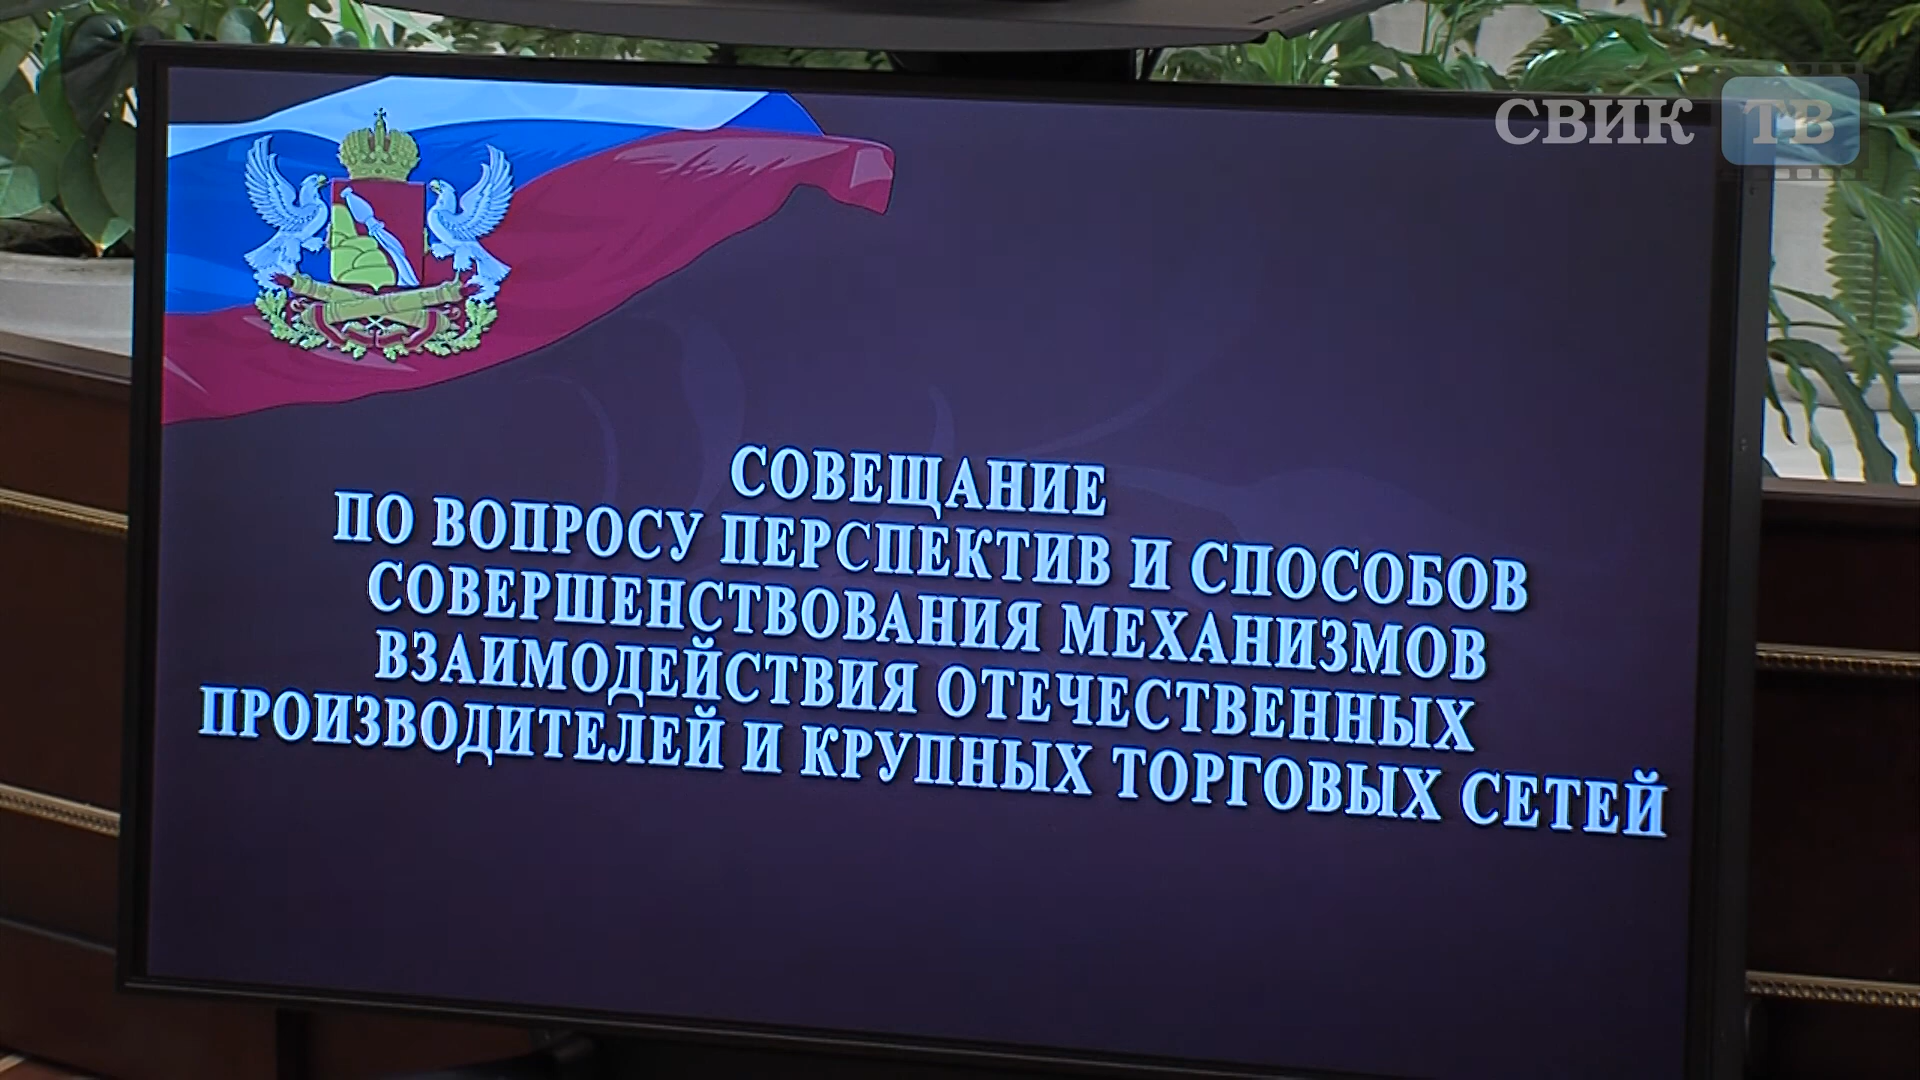 СВИК ТВ
СОВЕЩАНИЕ
ПО ВОПРОСУ ПЕРСПЕКТИВ И СПОСОБОВ
СОВЕРШЕНСТВОВАНИЯ МЕХАНИЗМОВ
ВЗАИМОДЕЙСТВИЯ ОТЕЧЕСТВЕННЫХ
ПРОИЗВОДИТЕЛЕЙ И КРУПНЫХ ТОРГОВЫХ СЕТЕЙ